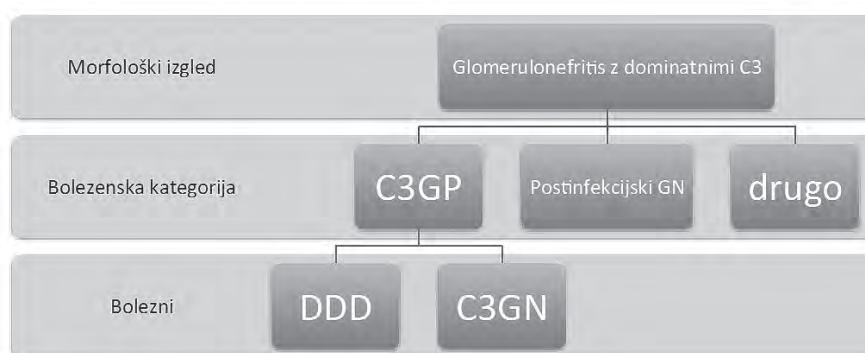 Morfološki izgled
Glomerulonefritis z dominatnimi C3
Bolezenska kategorija
C3GP
Postinfekcijski GN
drugo
Bolezni
DDD
C3GN